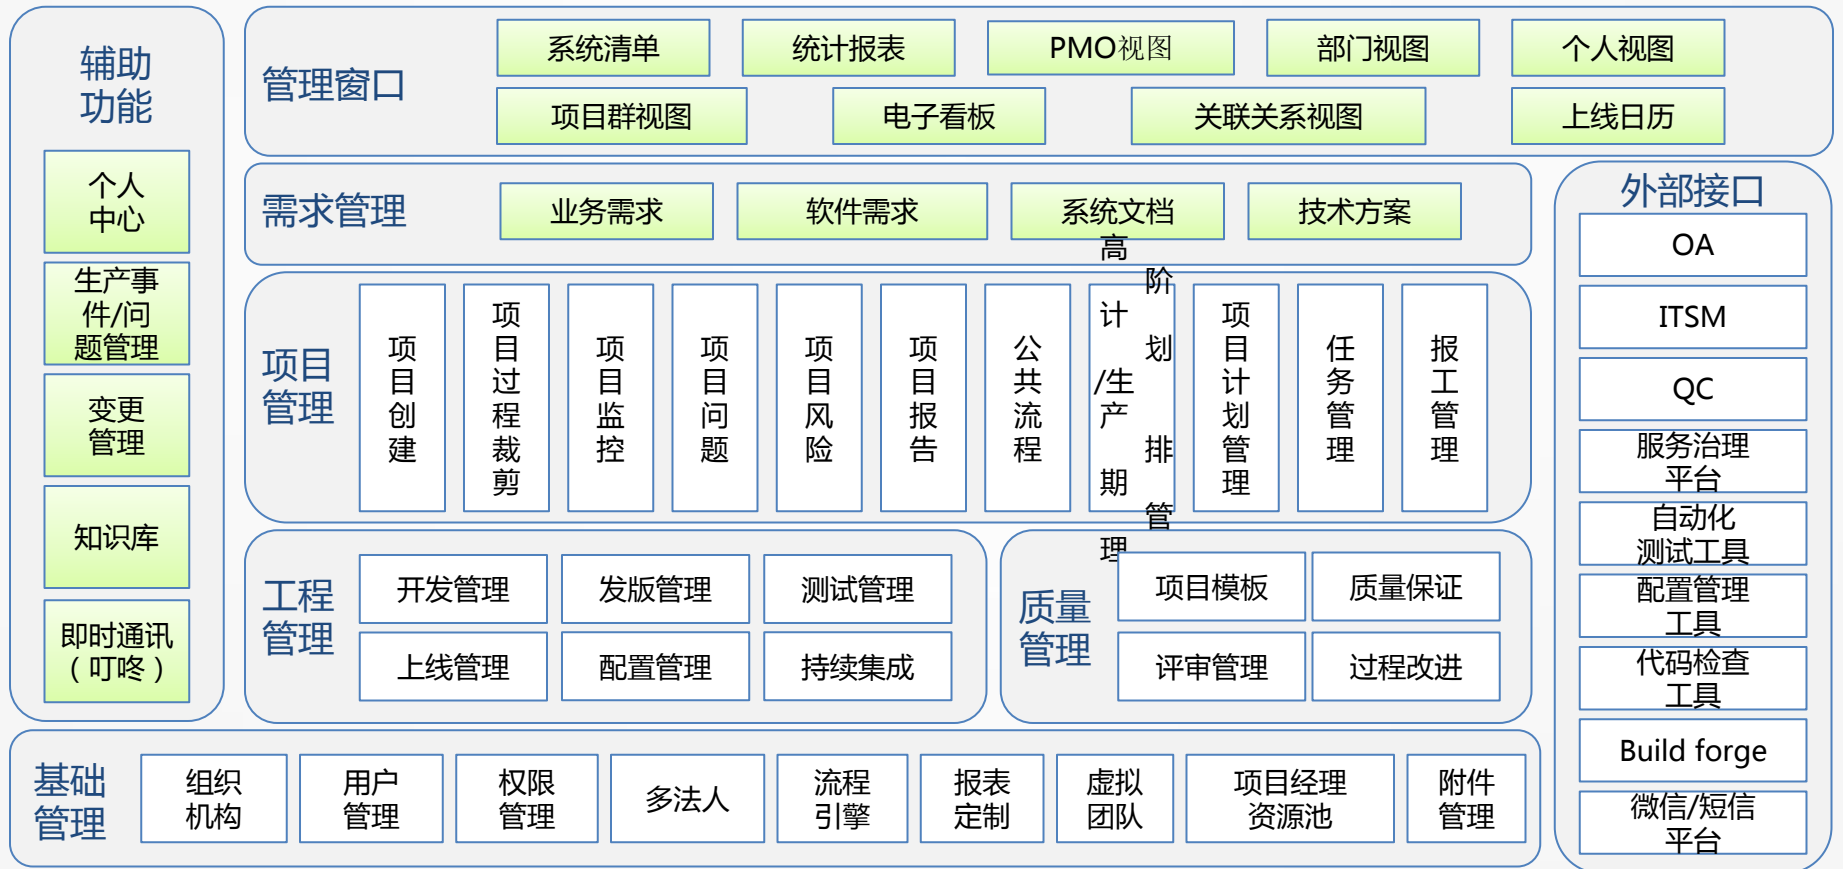 辅助
功能
个人
中心
生产事
件/问
题管理
变更
管理
知识库
即时通讯
（叮咚）
管理窗口
系统清单
统计报表
PMO视图
部门视图
个人视图
项目群视图
电子看板
关联关系视图
上线日历
需求管理
业务需求
软件需求
系统文档
技术方案
项目
管理
项目创建
项目过程裁剪
项目监控
项目问题
项目风险
项目报告
公共流程
高阶计划/生产排期管理
项目计划管理
任务管理
报工管理
工程
管理
开发管理
发版管理
测试管理
上线管理
配置管理
持续集成
质量
管理
项目模板
质量保证
评审管理
过程改进
外部接口
OA
ITSM
QC
服务治理
平台
自动化
测试工具
配置管理
工具
代码检查
工具
Build forge
微信/短信
平台
基础
管理
组织
机构
用户
管理
权限
管理
多法人
流程
引擎
报表
定制
虚拟
团队
项目经理
资源池
附件
管理